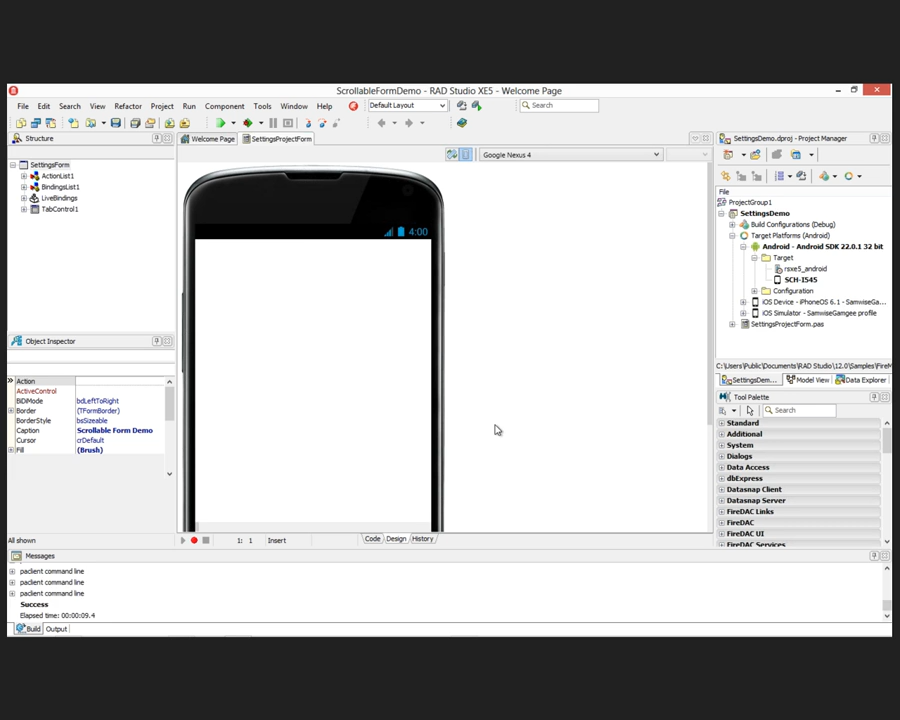 ScrollableFormDemo - RAD Studio XE5 - Welcome Page
File Edit Search View Refactor Project Run Component Tools Window Help Default Layout Search
Structure
SettingsForm
ActionList1
BindingsList1
LiveBindings
TabControl1
Object Inspector
Action
ActiveControl
BiDiMode bdLeftToRight
Border (TFormBorder)
BorderStyle bsSizeable
Caption Scrollable Form Demo
Cursor crDefault
Fill (Brush)
All shown
Welcome Page SettingsProjectForm
Google Nexus 4
4:00
1: 1 Insert
Code Design History
SettingsDemo.dproj - Project Manager
File
ProjectGroup1
SettingsDemo
Build Configurations (Debug)
Target Platforms (Android)
Android - Android SDK 22.0.1 32 bit
Target
rsxe5_android
SCH-I545
Configuration
iOS Device - iPhoneOS 6.1 - SamwiseGa...
iOS Simulator - SamwiseGamgee profile
SettingsProjectForm.pas
C:\Users\Public\Documents\RAD Studio\12.0\Samples\FireM
SettingsDem... Model View Data Explorer
Tool Palette
Search
Standard
Additional
System
Dialogs
Data Access
dbExpress
Datasnap Client
Datasnap Server
FireDAC Links
FireDAC
FireDAC UI
FireDAC Services
Messages
paclient command line
paclient command line
paclient command line
Success
Elapsed time: 00:00:09.4
Build Output